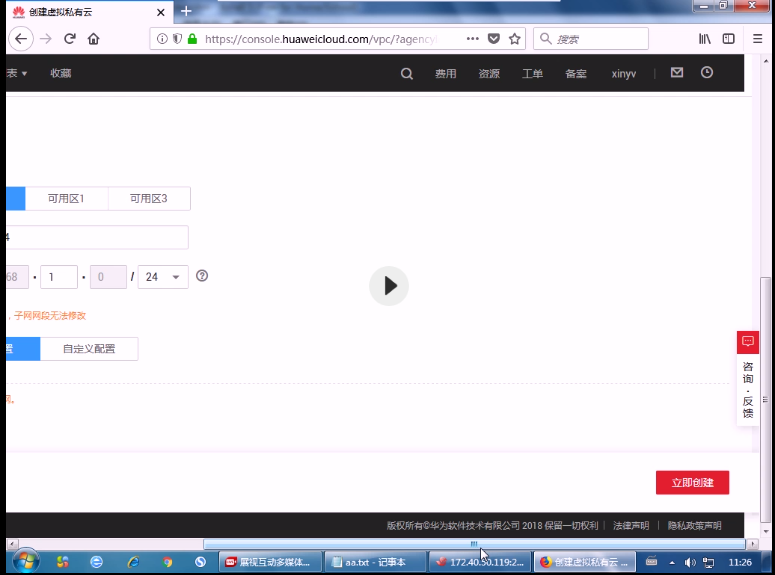 创建虚拟私有云
https://console.huaweicloud.com/vpc/?agency
搜索
表 收藏 费用 资源 工单 备案 xinyv
可用区1 可用区3
4
68 . 1 . 0 / 24
，子网网段无法修改
置 自定义配置
咨询·反馈
立即创建
版权所有©华为软件技术有限公司 2018 保留一切权利 | 法律声明 | 隐私政策声明
展视互动多媒体... aa.txt - 记事本 172.40.50.119:2... 创建虚拟私有云 ... 11:26